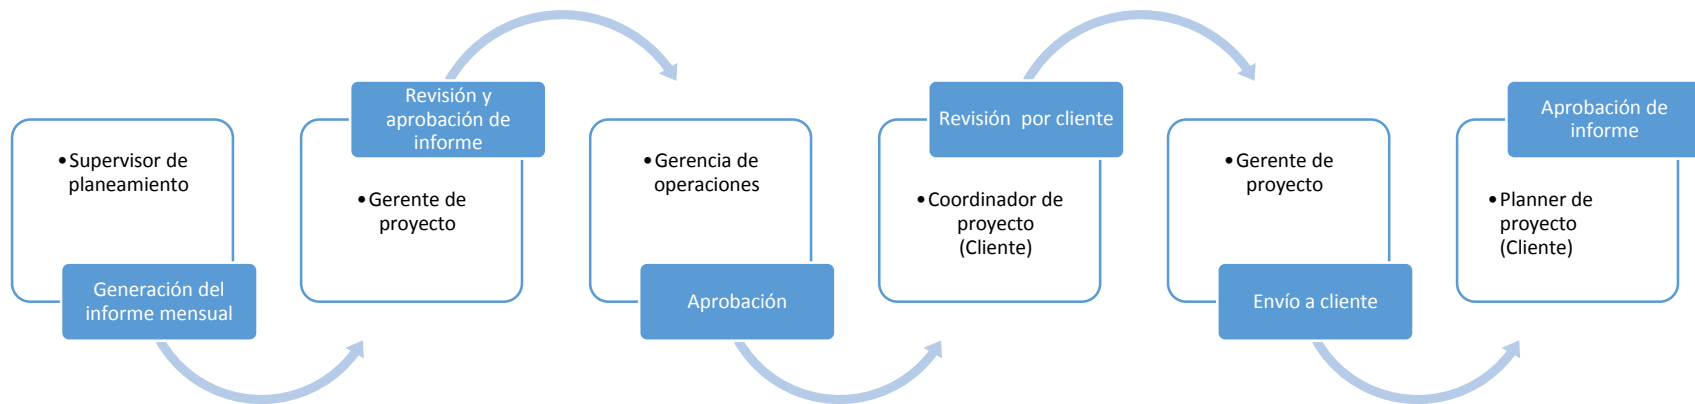 • Supervisor de
planeamiento
Generación del
informe mensual
Revisión y
aprobación de
informe
• Gerente de
proyecto
• Gerencia de
operaciones
Aprobación
Revisión por cliente
• Coordinador de
proyecto
(Cliente)
• Gerente de
proyecto
Envío a cliente
Aprobación de
informe
• Planner de
proyecto
(Cliente)